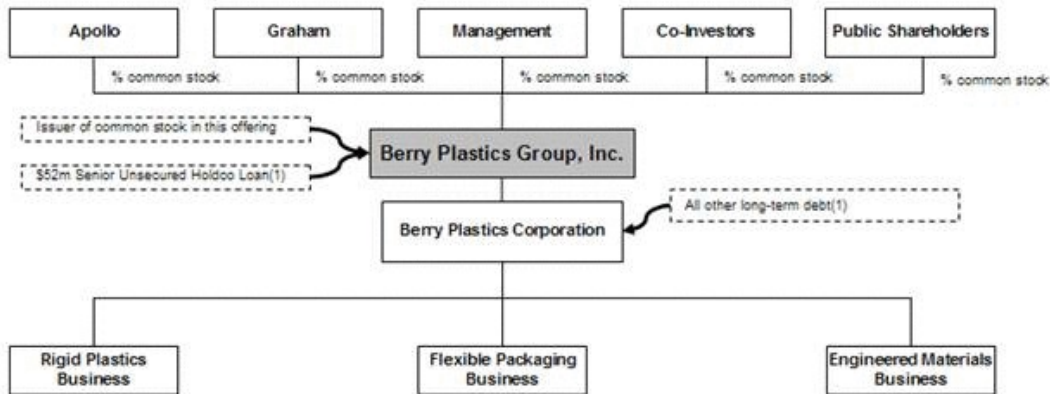 Apollo
Graham
Management
Co-Investors
Public Shareholders
% common stock
% common stock
% common stock
% common stock
% common stock
Issuer of common stock in this offering
Berry Plastics Group, Inc.
$52m Senior Unsecured Holdco Loan(1)
All other long-term debt(1)
Berry Plastics Corporation
Rigid Plastics
Business
Flexible Packaging
Business
Engineered Materials
Business